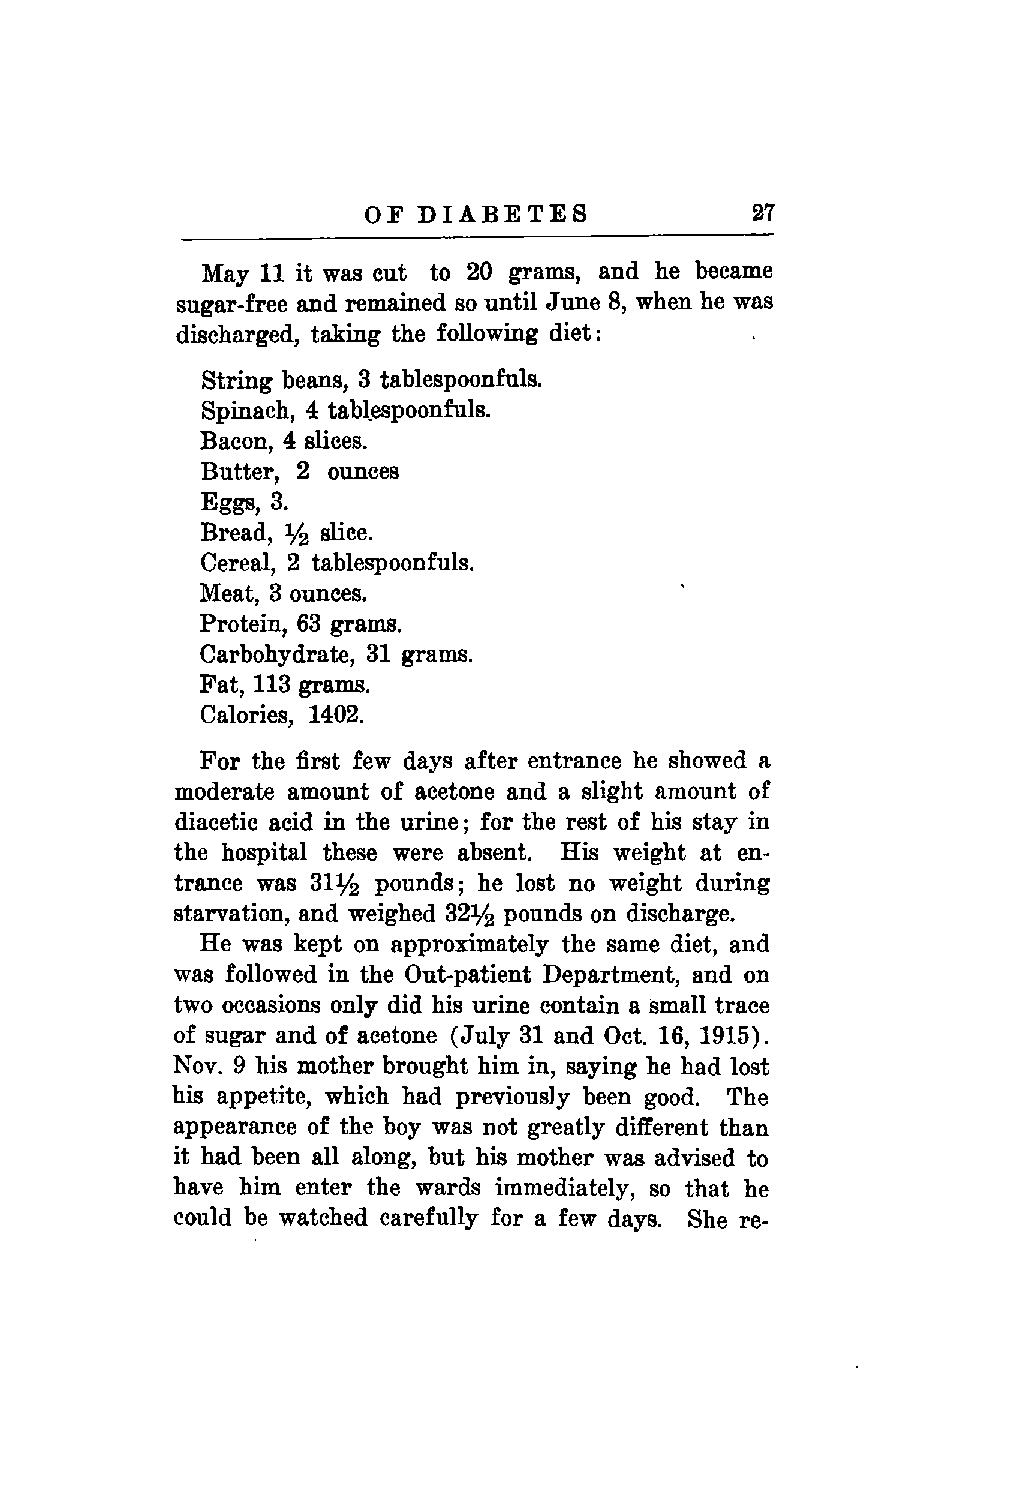 OF DIABETES 27
May 11 it was cut to 20 grams, and he became
sugar-free and remained so until June 8, when he was
discharged, taking the following diet:
String beans, 3 tablespoonfuls.
Spinach, 4 tablespoonfuls.
Bacon, 4 slices.
Butter, 2 ounces
Eggs, 3.
Bread, ½ slice.
Cereal, 2 tablespoonfuls.
Meat, 3 ounces.
Protein, 63 grams.
Carbohydrate, 31 grams.
Fat, 113 grams.
Calories, 1402.
For the first few days after entrance he showed a
moderate amount of acetone and a slight amount of
diacetic acid in the urine; for the rest of his stay in
the hospital these were absent. His weight at en-
trance was 31½ pounds; he lost no weight during
starvation, and weighed 32½ pounds on discharge.
He was kept on approximately the same diet, and
was followed in the Out-patient Department, and on
two occasions only did his urine contain a small trace
of sugar and of acetone (July 31 and Oct. 16, 1915).
Nov. 9 his mother brought him in, saying he had lost
his appetite, which had previously been good. The
appearance of the boy was not greatly different than
it had been all along, but his mother was advised to
have him enter the wards immediately, so that he
could be watched carefully for a few days. She re-